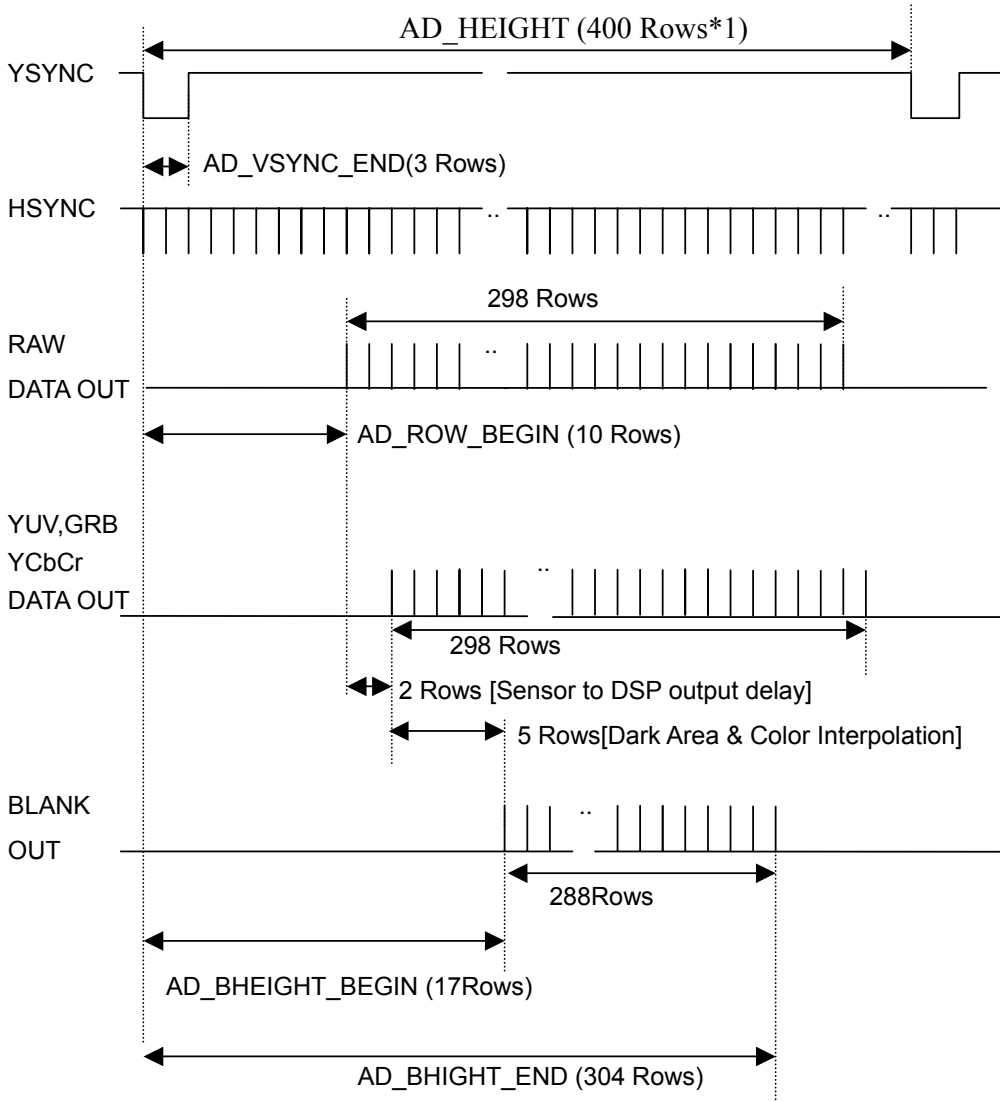 AD_HEIGHT (400 Rows*1)
YSYNC
AD_VSYNC_END(3 Rows)
HSYNC
..
..
298 Rows
RAW
..
DATA OUT
AD_ROW_BEGIN (10 Rows)
YUV,GRB
YCbCr
..
DATA OUT
298 Rows
2 Rows [Sensor to DSP output delay]
5 Rows[Dark Area & Color Interpolation]
BLANK
..
OUT
288Rows
AD_BHEIGHT_BEGIN (17Rows)
AD_BHIGHT_END (304 Rows)